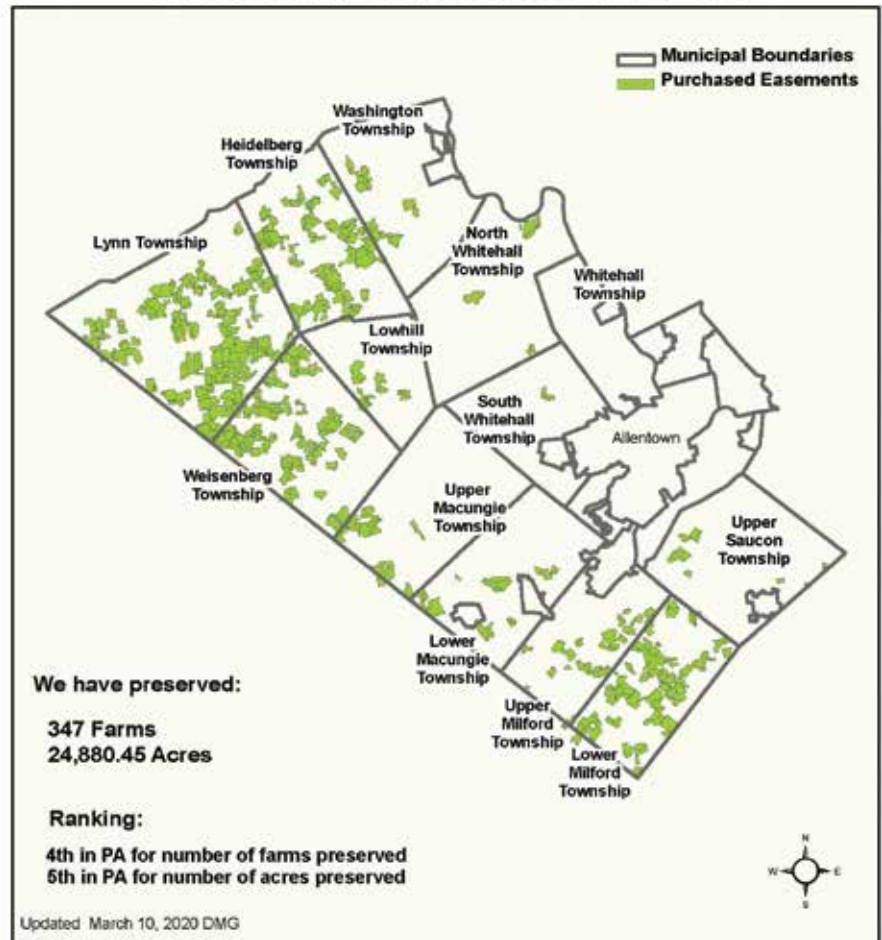 Municipal Boundaries
Purchased Easements
Washington
Township
Heidelberg
Township
Lynn Township
North
Whitehall
Township
Whitehall
Township
Lowhill
Township
South
Whitehall
Township
Allentown
Weisenberg
Township
Upper
Macungie
Township
Upper
Saucon
Township
Lower
Macungie
Township
Upper
Milford
Township
Lower
Milford
Township
We have preserved:
347 Farms
24,880.45 Acres
Ranking:
4th in PA for number of farms preserved
5th in PA for number of acres preserved
N
W E
S
Updated March 10, 2020 DMG